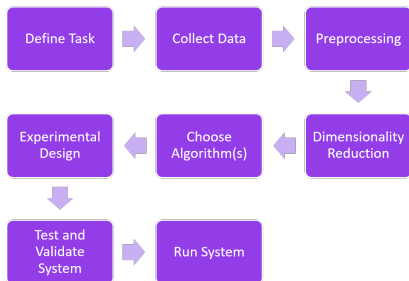 Define Task
Collect Data
Preprocessing
Dimensionality
Reduction
Choose
Algorithm(s)
Experimental
Design
Test and
Validate
System
Run System